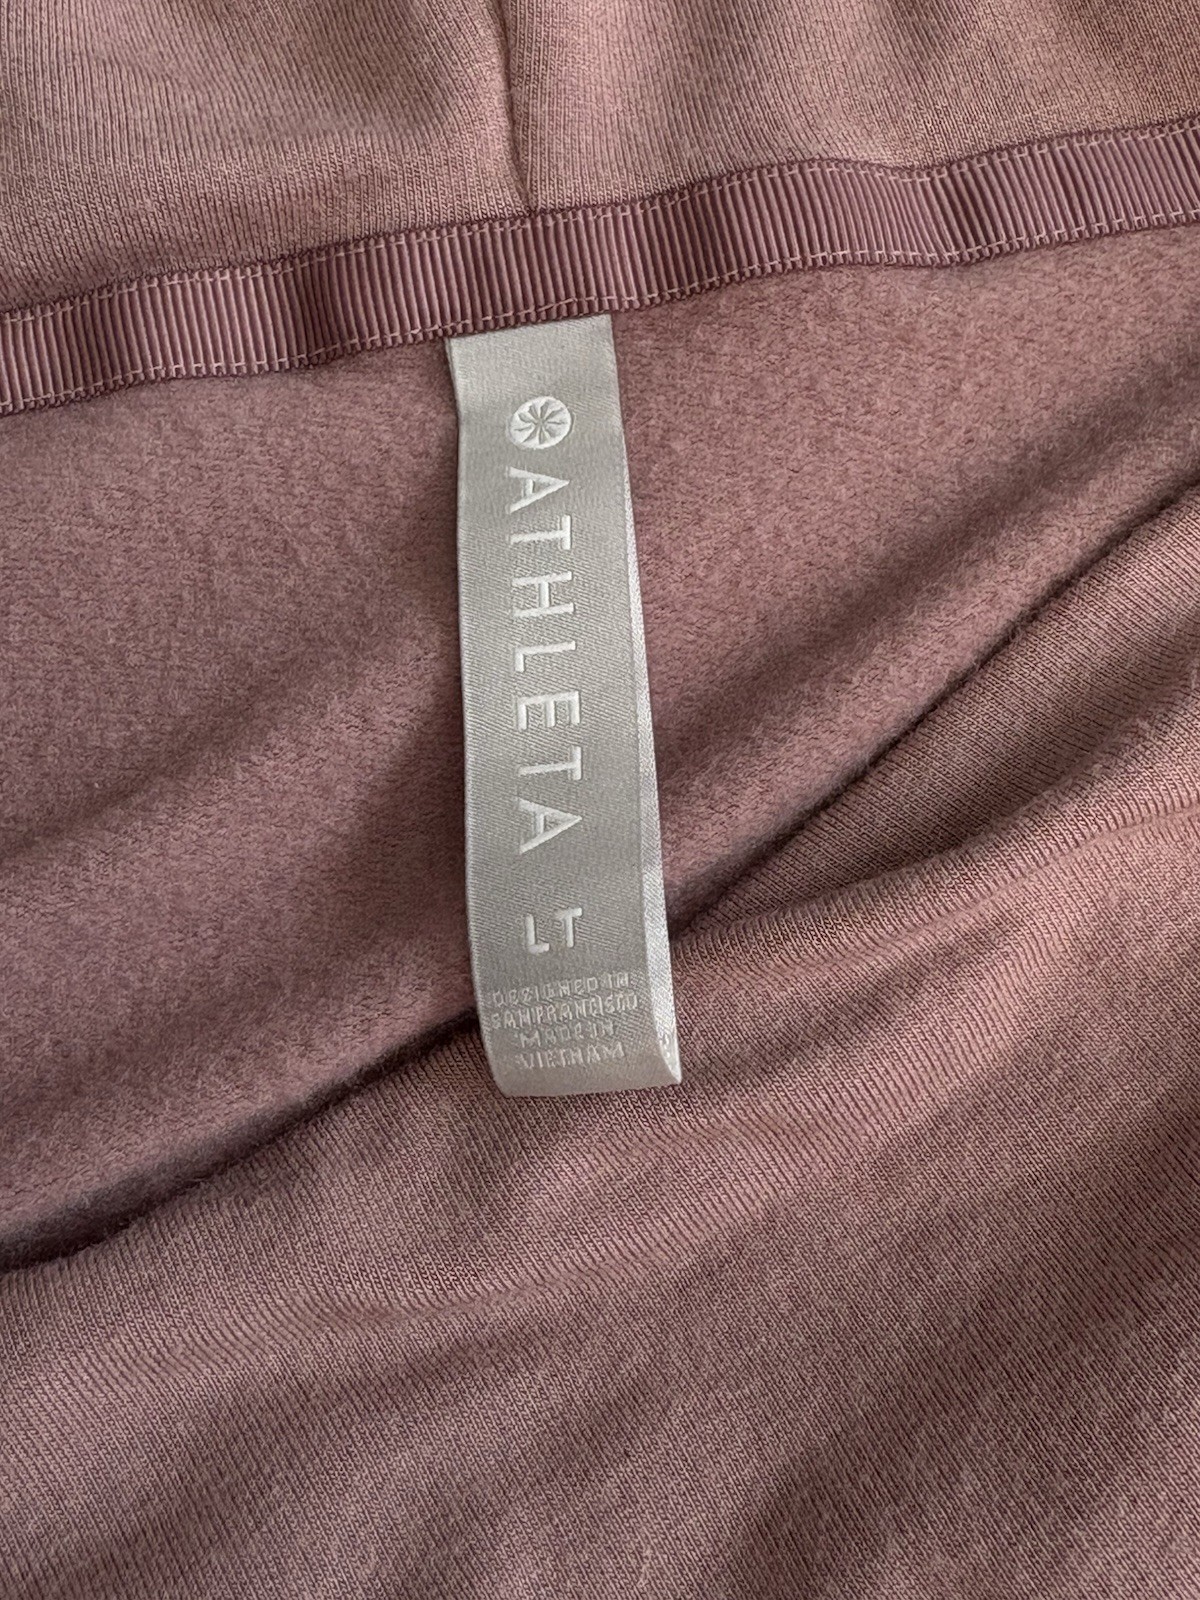 ATHLETA
LT
DESIGNED IN
SAN FRANCISCO
MADE IN
VIETNAM